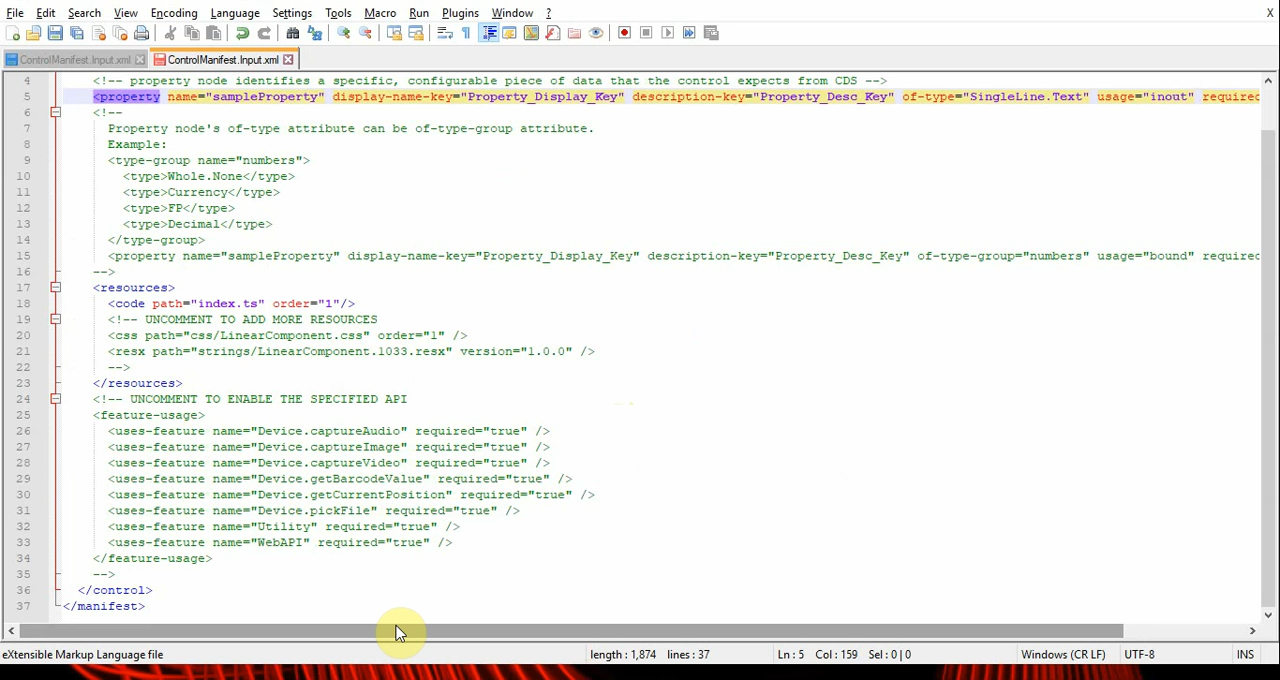 File Edit Search View Encoding Language Settings Tools Macro Run Plugins Window ? X
ControlManifest.Input.xml ControlManifest.Input.xml
4 <!-- property node identifies a specific, configurable piece of data that the control expects from CDS -->
5 <property name="sampleProperty" display-name-key="Property_Display_Key" description-key="Property_Desc_Key" of-type="SingleLine.Text" usage="inout" required
6 <!--
7 Property node's of-type attribute can be of-type-group attribute.
8 Example:
9 <type-group name="numbers">
10 <type>Whole.None</type>
11 <type>Currency</type>
12 <type>FP</type>
13 <type>Decimal</type>
14 </type-group>
15 <property name="sampleProperty" display-name-key="Property_Display_Key" description-key="Property_Desc_Key" of-type-group="numbers" usage="bound" required
16 -->
17 <resources>
18 <code path="index.ts" order="1"/>
19 <!-- UNCOMMENT TO ADD MORE RESOURCES
20 <css path="css/LinearComponent.css" order="1" />
21 <resx path="strings/LinearComponent.1033.resx" version="1.0.0" />
22 -->
23 </resources>
24 <!-- UNCOMMENT TO ENABLE THE SPECIFIED API
25 <feature-usage>
26 <uses-feature name="Device.captureAudio" required="true" />
27 <uses-feature name="Device.captureImage" required="true" />
28 <uses-feature name="Device.captureVideo" required="true" />
29 <uses-feature name="Device.getBarcodeValue" required="true" />
30 <uses-feature name="Device.getCurrentPosition" required="true" />
31 <uses-feature name="Device.pickFile" required="true" />
32 <uses-feature name="Utility" required="true" />
33 <uses-feature name="WebAPI" required="true" />
34 </feature-usage>
35 -->
36 </control>
37 </manifest>
eXtensible Markup Language file length : 1,874 lines : 37 Ln : 5 Col : 159 Sel : 0 | 0 Windows (CR LF) UTF-8 INS